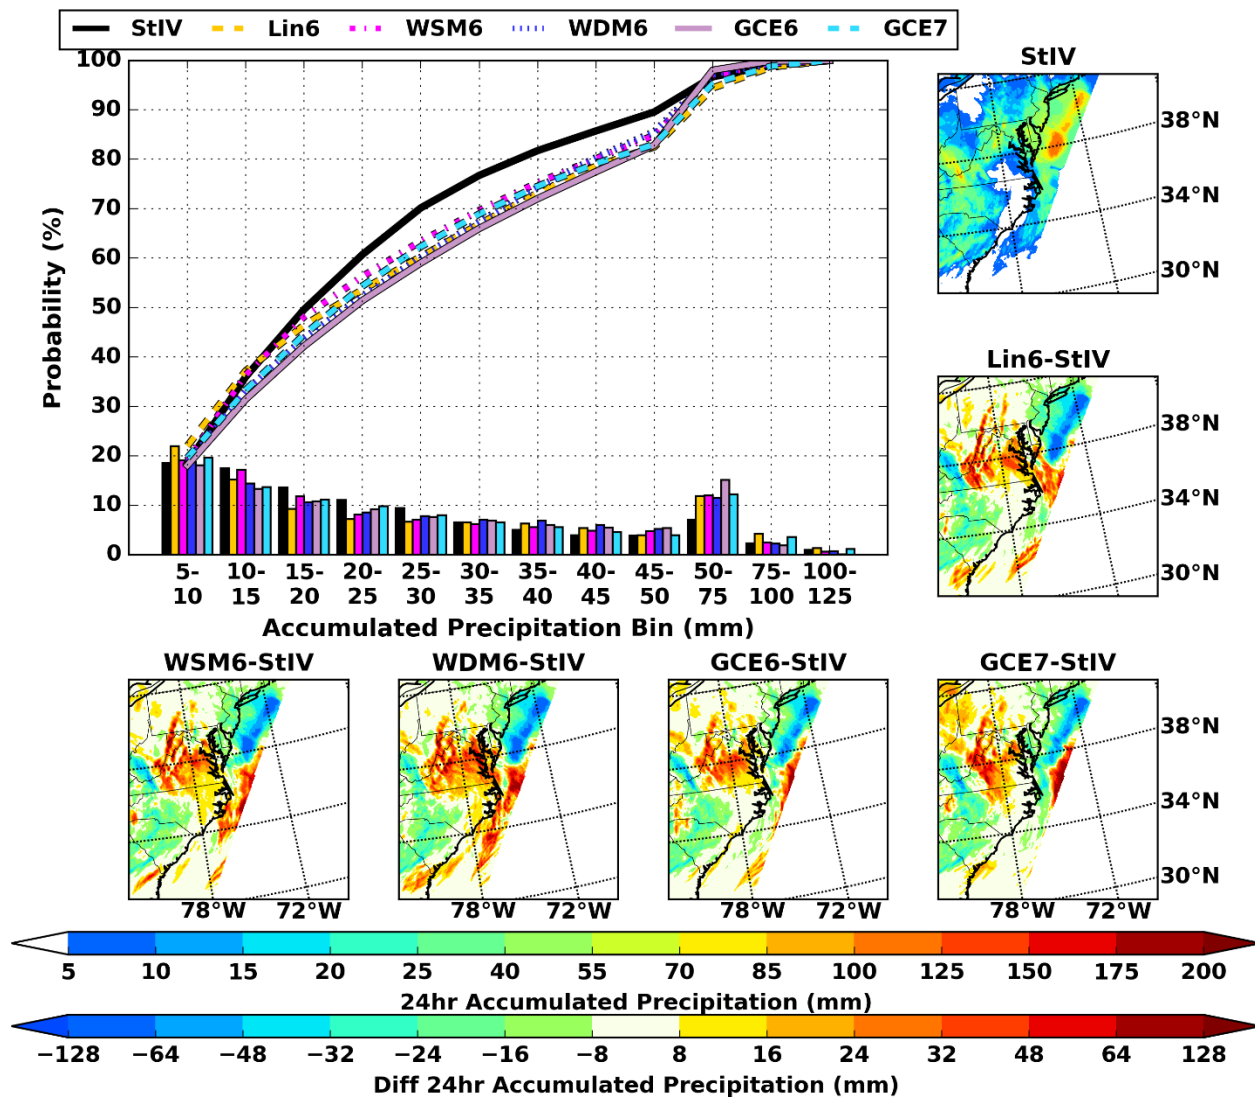 StIV Lin6 WSM6 WDM6 GCE6 GCE7
100
90
80
70
60
50
40
30
20
10
0
Probability (%)
5-10 10-15 15-20 20-25 25-30 30-35 35-40 40-45 45-50 50-75 75-100 100-125
Accumulated Precipitation Bin (mm)
StIV
38°N
34°N
30°N
Lin6-StIV
38°N
34°N
30°N
WSM6-StIV WDM6-StIV GCE6-StIV GCE7-StIV
38°N
34°N
30°N
78°W 72°W 78°W 72°W 78°W 72°W 78°W 72°W
5 10 15 20 25 40 55 70 85 100 125 150 175 200
24hr Accumulated Precipitation (mm)
−128 −64 −48 −32 −24 −16 −8 8 16 24 32 48 64 128
Diff 24hr Accumulated Precipitation (mm)